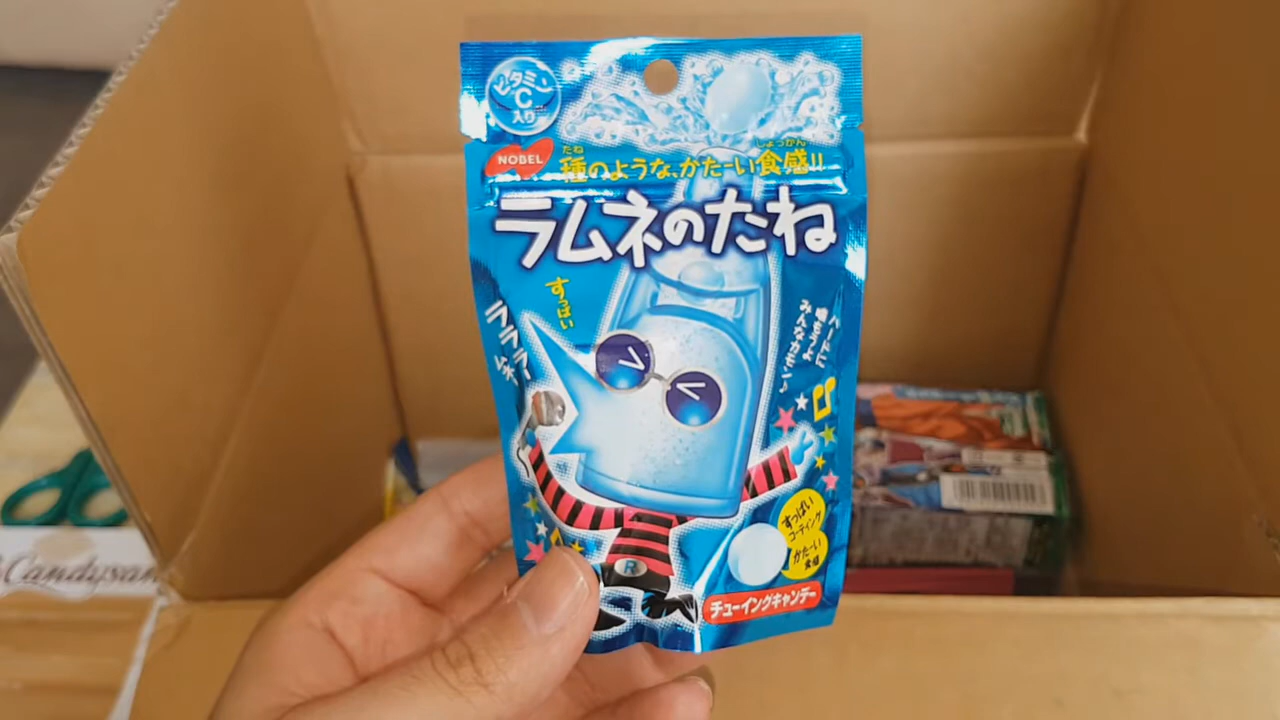 ビタミン
C
入り
NOBEL
たね
しょっかん
種のような、かたーい食感!!
ラムネのたね
すっぱい
ララララ
ムネー
ハードに
噛もうよ
みんなカモン♪
R
すっぱい
コーティング
かたーい
食感
チューイングキャンデー
Candysan